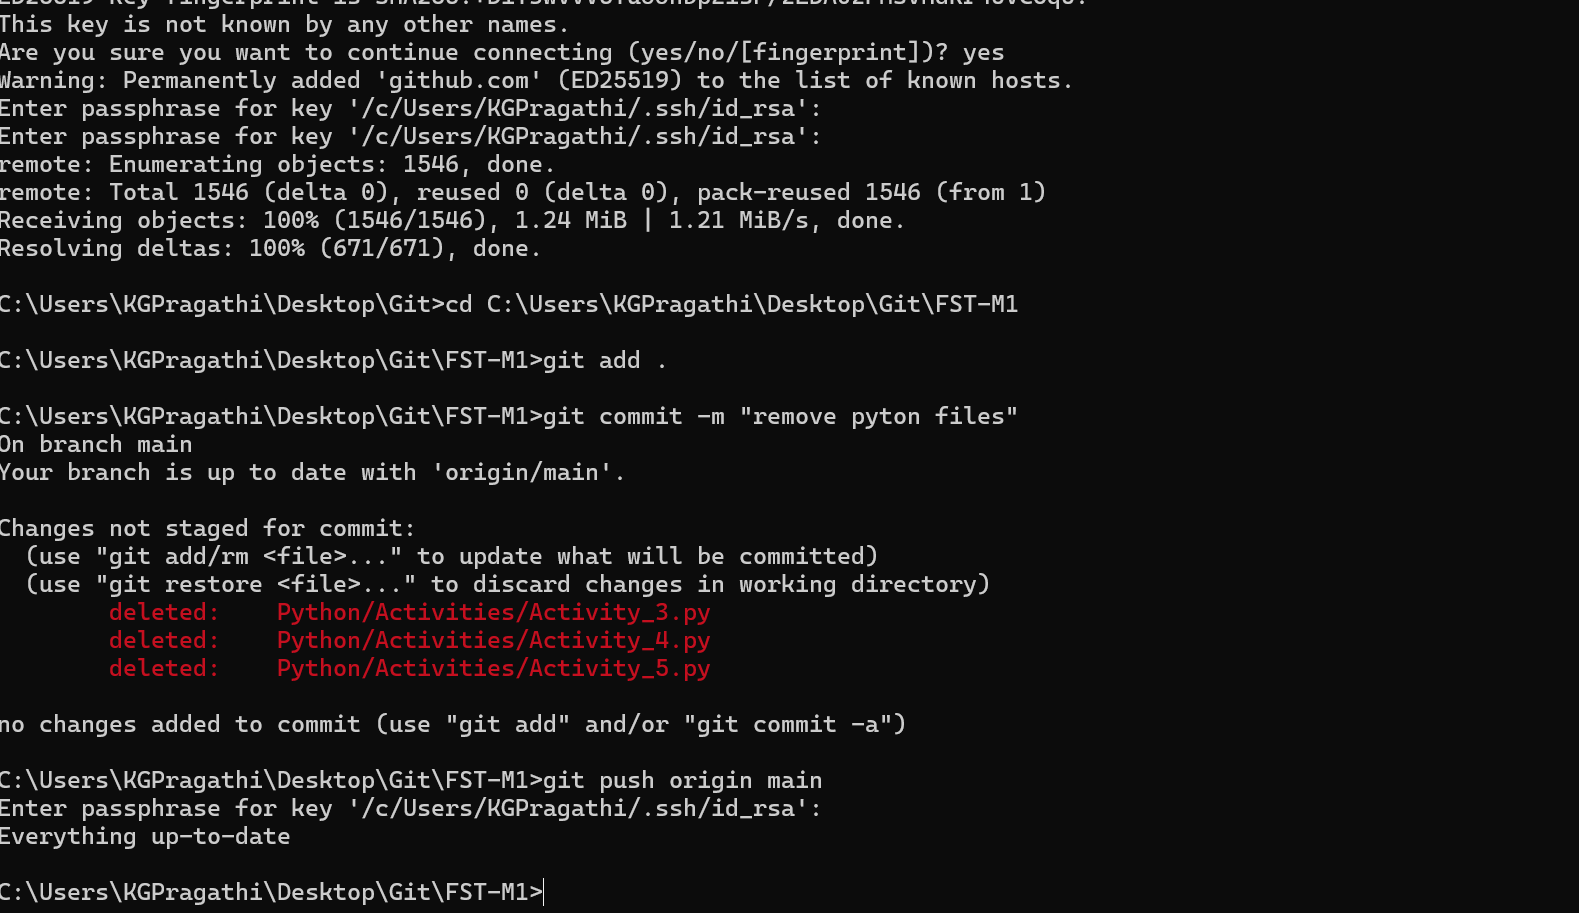 This key is not known by any other names.
Are you sure you want to continue connecting (yes/no/[fingerprint])? yes
Warning: Permanently added 'github.com' (ED25519) to the list of known hosts.
Enter passphrase for key '/c/Users/KGPragathi/.ssh/id_rsa':
Enter passphrase for key '/c/Users/KGPragathi/.ssh/id_rsa':
remote: Enumerating objects: 1546, done.
remote: Total 1546 (delta 0), reused 0 (delta 0), pack-reused 1546 (from 1)
Receiving objects: 100% (1546/1546), 1.24 MiB | 1.21 MiB/s, done.
Resolving deltas: 100% (671/671), done.
C:\Users\KGPragathi\Desktop\Git>cd C:\Users\KGPragathi\Desktop\Git\FST-M1
C:\Users\KGPragathi\Desktop\Git\FST-M1>git add .
C:\Users\KGPragathi\Desktop\Git\FST-M1>git commit -m "remove pyton files"
On branch main
Your branch is up to date with 'origin/main'.
Changes not staged for commit:
(use "git add/rm <file>..." to update what will be committed)
(use "git restore <file>..." to discard changes in working directory)
deleted: Python/Activities/Activity_3.py
deleted: Python/Activities/Activity_4.py
deleted: Python/Activities/Activity_5.py
no changes added to commit (use "git add" and/or "git commit -a")
C:\Users\KGPragathi\Desktop\Git\FST-M1>git push origin main
Enter passphrase for key '/c/Users/KGPragathi/.ssh/id_rsa':
Everything up-to-date
C:\Users\KGPragathi\Desktop\Git\FST-M1>